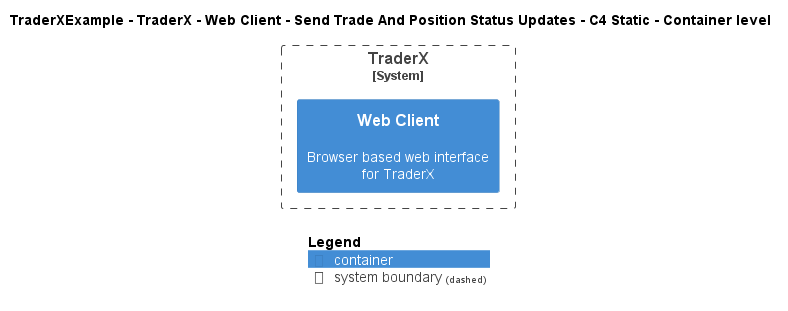 TraderXExample - TraderX - Web Client - Send Trade And Position Status Updates - C4 Static - Container level
TraderX
[System]
Web Client
Browser based web interface
for TraderX
Legend
container
system boundary (dashed)